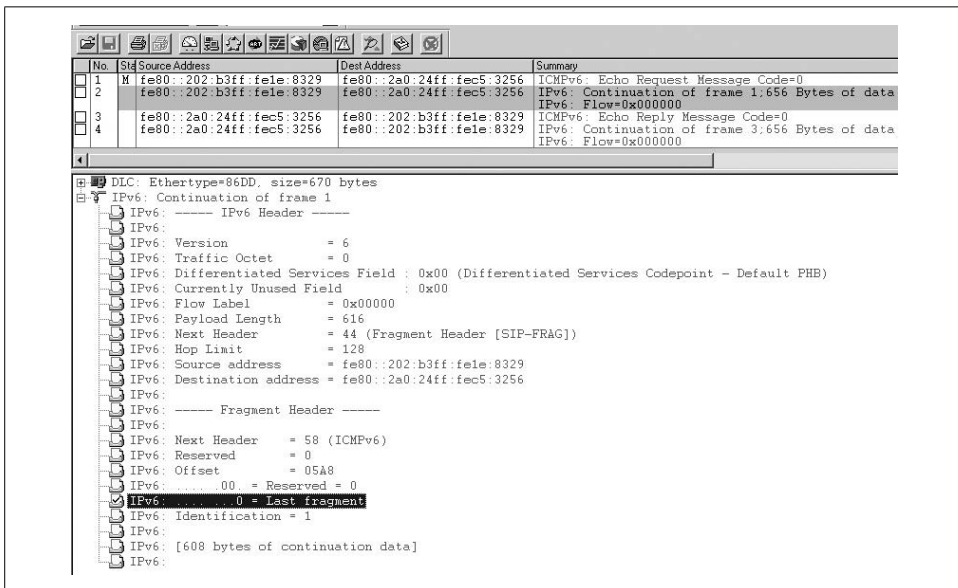 No. Sta Source Address Dest Address Summary
1 M fe80::202:b3ff:fe1e:8329 fe80::2a0:24ff:fec5:3256 ICMPv6: Echo Request Message Code=0
2 fe80::202:b3ff:fe1e:8329 fe80::2a0:24ff:fec5:3256 IPv6: Continuation of frame 1;656 Bytes of data
IPv6: Flow=0x000000
3 fe80::2a0:24ff:fec5:3256 fe80::202:b3ff:fe1e:8329 ICMPv6: Echo Reply Message Code=0
4 fe80::2a0:24ff:fec5:3256 fe80::202:b3ff:fe1e:8329 IPv6: Continuation of frame 3;656 Bytes of data
IPv6: Flow=0x000000
DLC: Ethertype=86DD, size=670 bytes
IPv6: Continuation of frame 1
IPv6: ----- IPv6 Header -----
IPv6:
IPv6: Version = 6
IPv6: Traffic Octet = 0
IPv6: Differentiated Services Field : 0x00 (Differentiated Services Codepoint - Default PHB)
IPv6: Currently Unused Field : 0x00
IPv6: Flow Label = 0x00000
IPv6: Payload Length = 616
IPv6: Next Header = 44 (Fragment Header [SIP-FRAG])
IPv6: Hop Limit = 128
IPv6: Source address = fe80::202:b3ff:fe1e:8329
IPv6: Destination address = fe80::2a0:24ff:fec5:3256
IPv6:
IPv6: ----- Fragment Header -----
IPv6:
IPv6: Next Header = 58 (ICMPv6)
IPv6: Reserved = 0
IPv6: Offset = 05A8
IPv6: ......00. = Reserved = 0
IPv6: ........0 = Last fragment
IPv6: Identification = 1
IPv6:
IPv6: [608 bytes of continuation data]
IPv6: